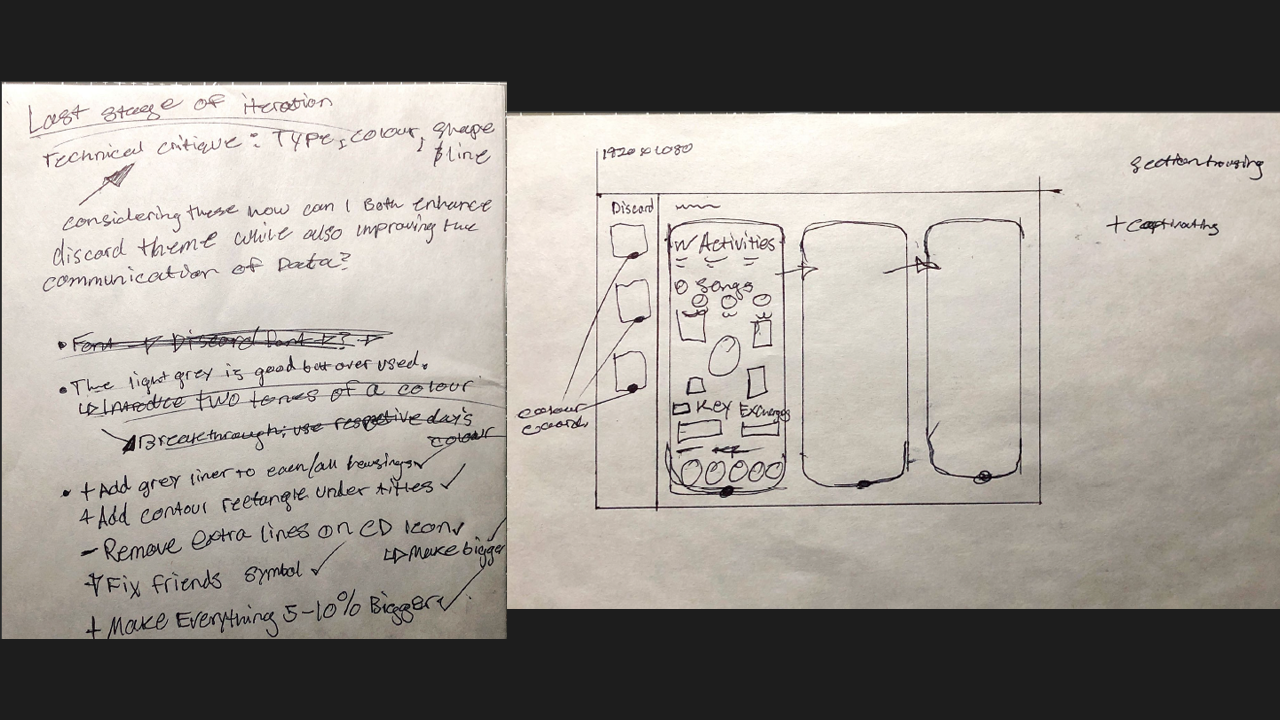 Last stage of iteration
Technical critique: Type, colour, shape
& line
considering these how can I Both enhance
discord theme while also improving the
communication of Data?
• Font → Discord font?
• The light grey is good but over used.
↳ Introdce two tones of a colour
Breakthrough; use respective day's
colour
• + Add grey liner to each/all housings ✓
+ Add contour rectangle under titles ✓
- Remove extra lines on CD icon ✓
↳ Make bigger
+ Fix friends symbol ✓
+ Make Everything 5-10% Bigger ✓
1920 x 1080
section housing
+ captivating
Discord
Activities
Songs
Key Exchanges
colour